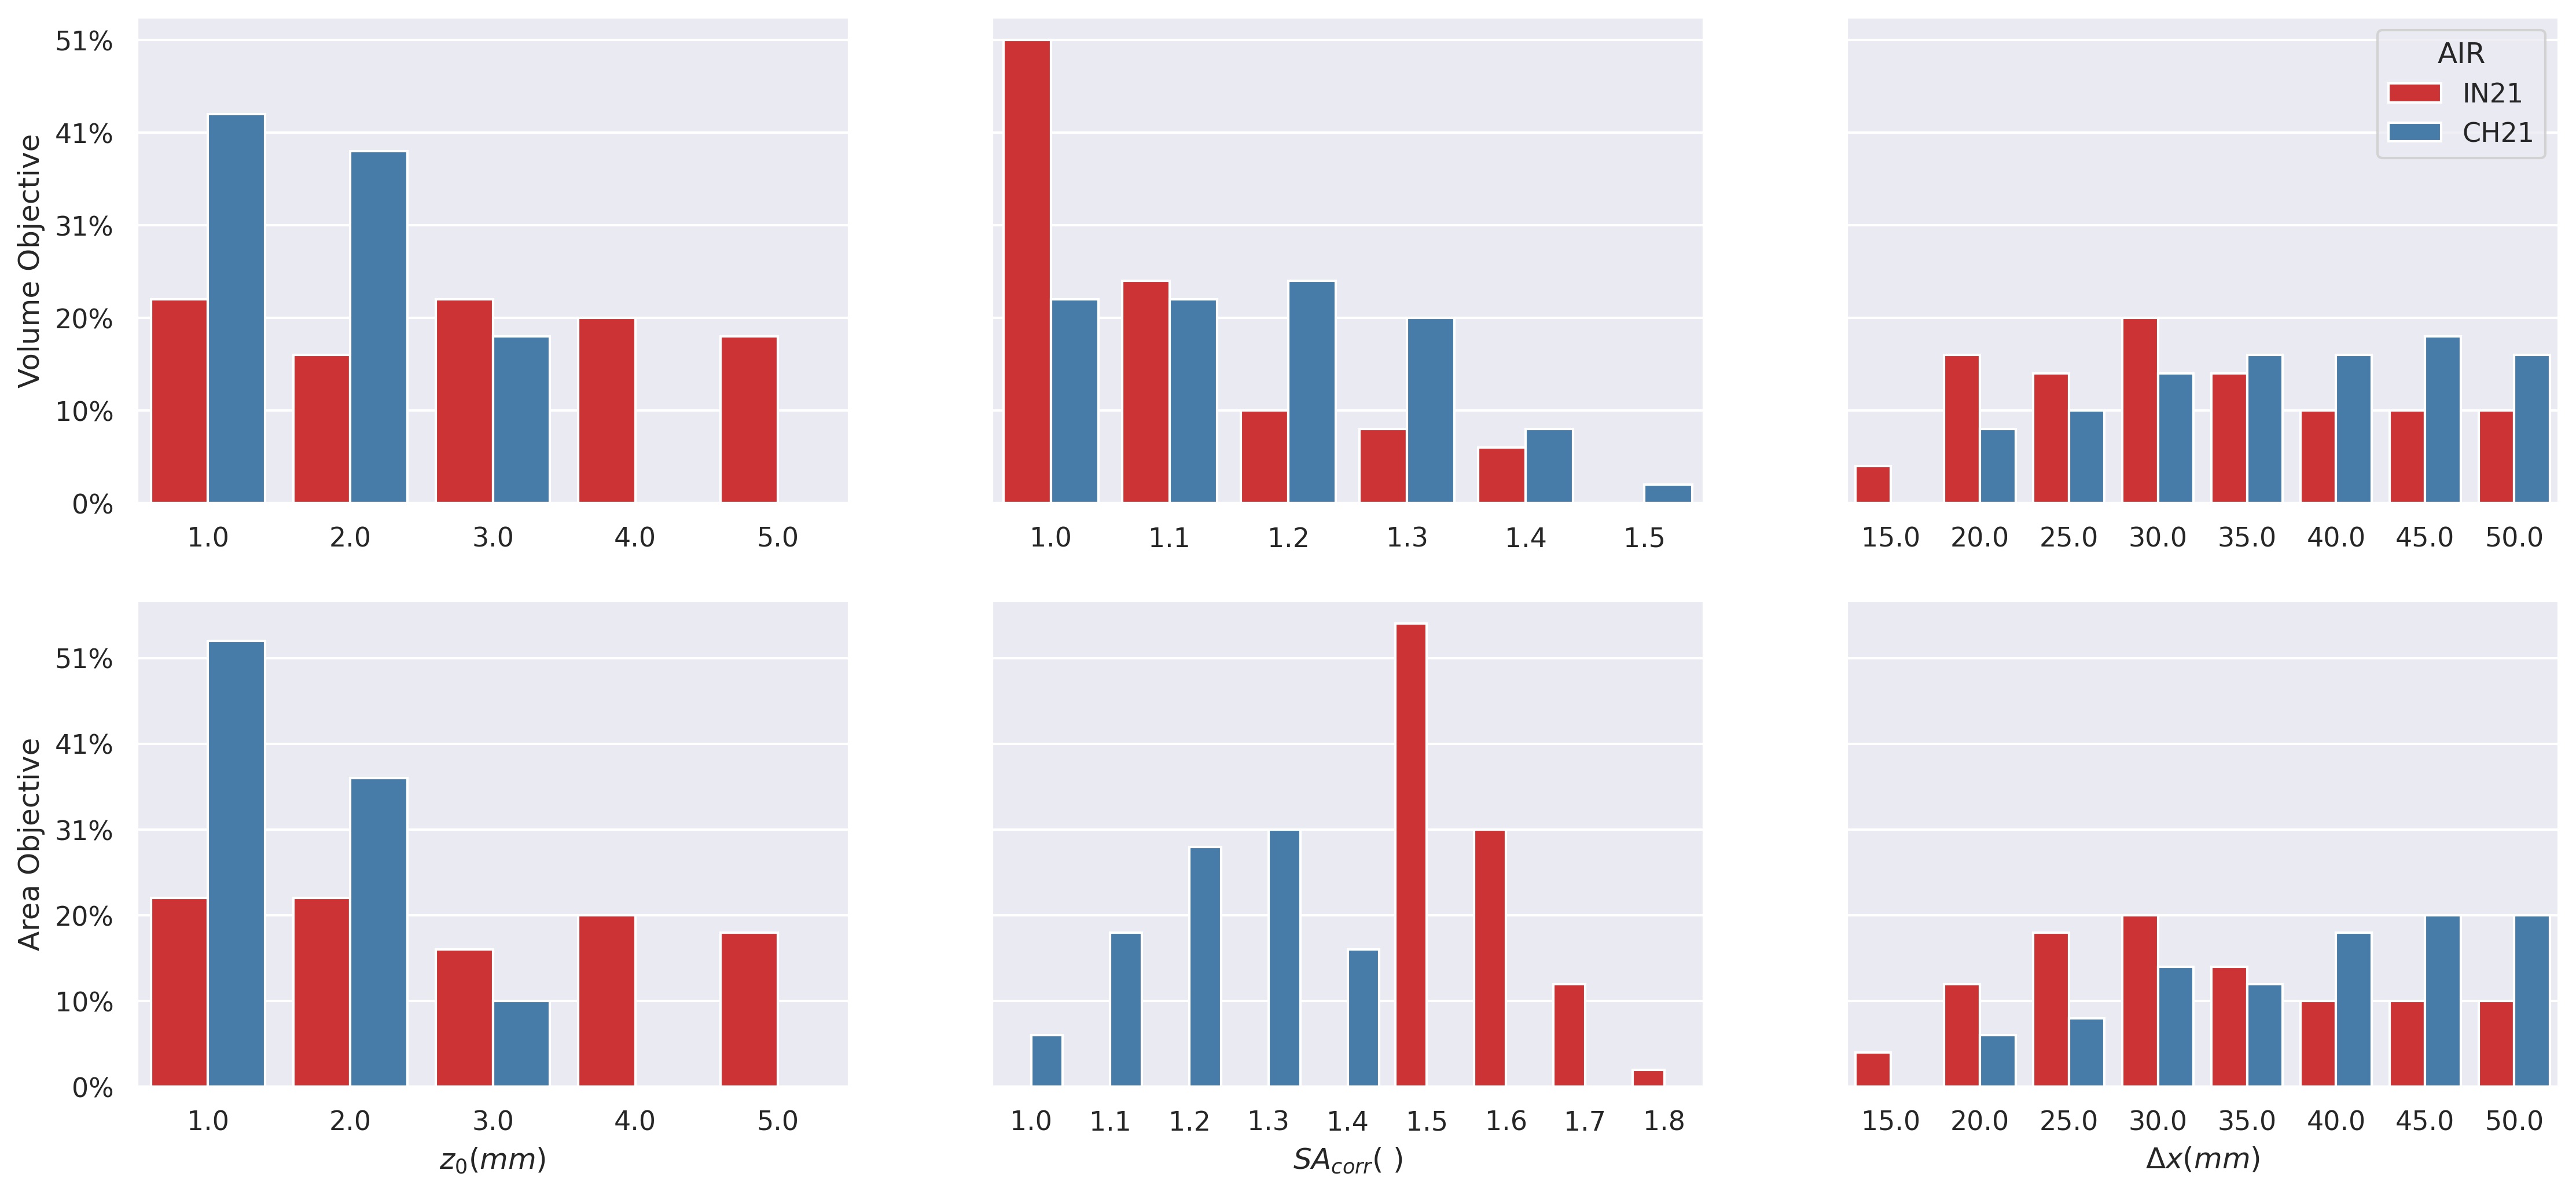 Volume Objective
51%
41%
31%
20%
10%
0%
1.0 2.0 3.0 4.0 5.0
1.0 1.1 1.2 1.3 1.4 1.5
AIR
IN21
CH21
15.0 20.0 25.0 30.0 35.0 40.0 45.0 50.0
Area Objective
51%
41%
31%
20%
10%
0%
1.0 2.0 3.0 4.0 5.0
z₀(mm)
1.0 1.1 1.2 1.3 1.4 1.5 1.6 1.7 1.8
SA_corr( )
15.0 20.0 25.0 30.0 35.0 40.0 45.0 50.0
Δx(mm)